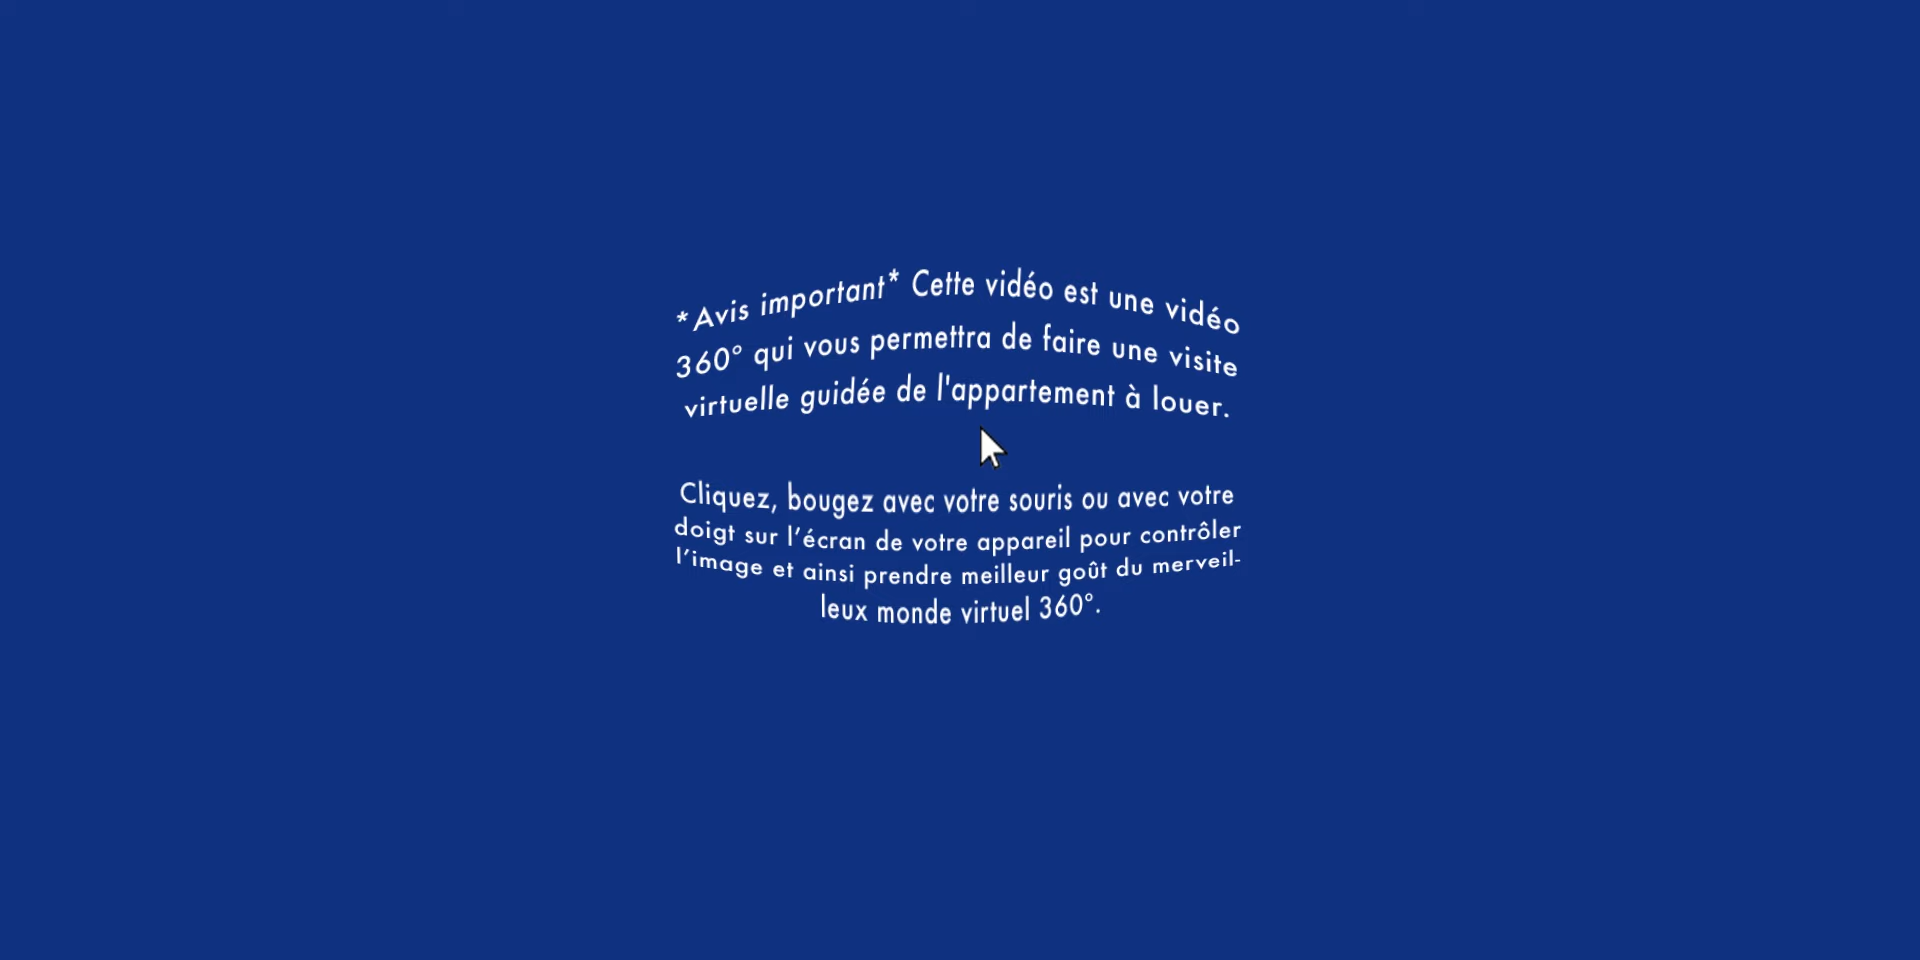 *Avis important* Cette vidéo est une vidéo
360° qui vous permettra de faire une visite
virtuelle guidée de l'appartement à louer.
Cliquez, bougez avec votre souris ou avec votre
doigt sur l’écran de votre appareil pour contrôler
l’image et ainsi prendre meilleur goût du merveil-
leux monde virtuel 360°.